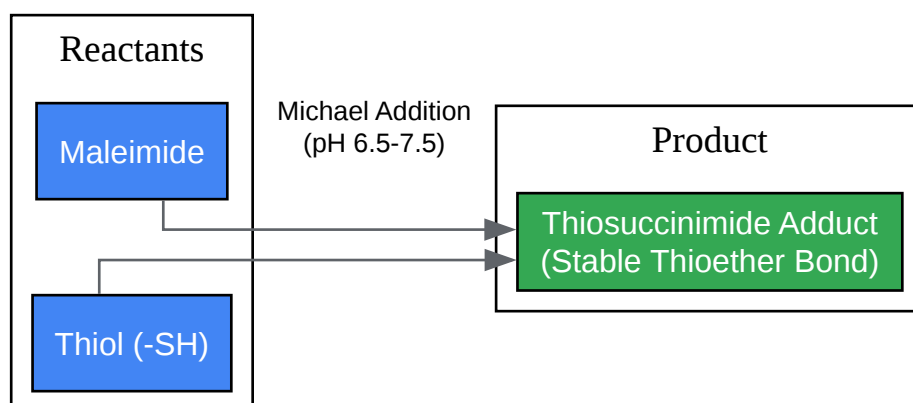 Reactants
Maleimide
Thiol (-SH)
Michael Addition
(pH 6.5-7.5)
Product
Thiosuccinimide Adduct
(Stable Thioether Bond)